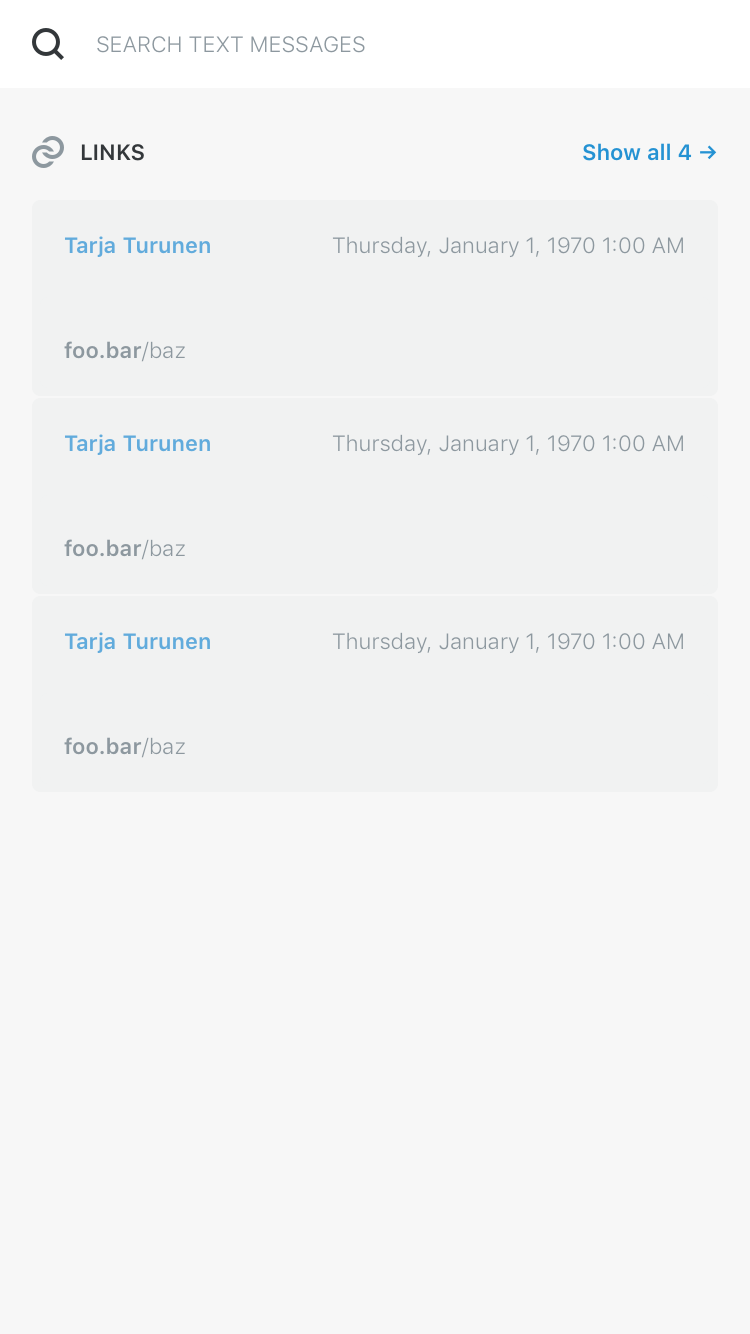 SEARCH TEXT MESSAGES
LINKS Show all 4 →
Tarja Turunen Thursday, January 1, 1970 1:00 AM
foo.bar/baz
Tarja Turunen Thursday, January 1, 1970 1:00 AM
foo.bar/baz
Tarja Turunen Thursday, January 1, 1970 1:00 AM
foo.bar/baz